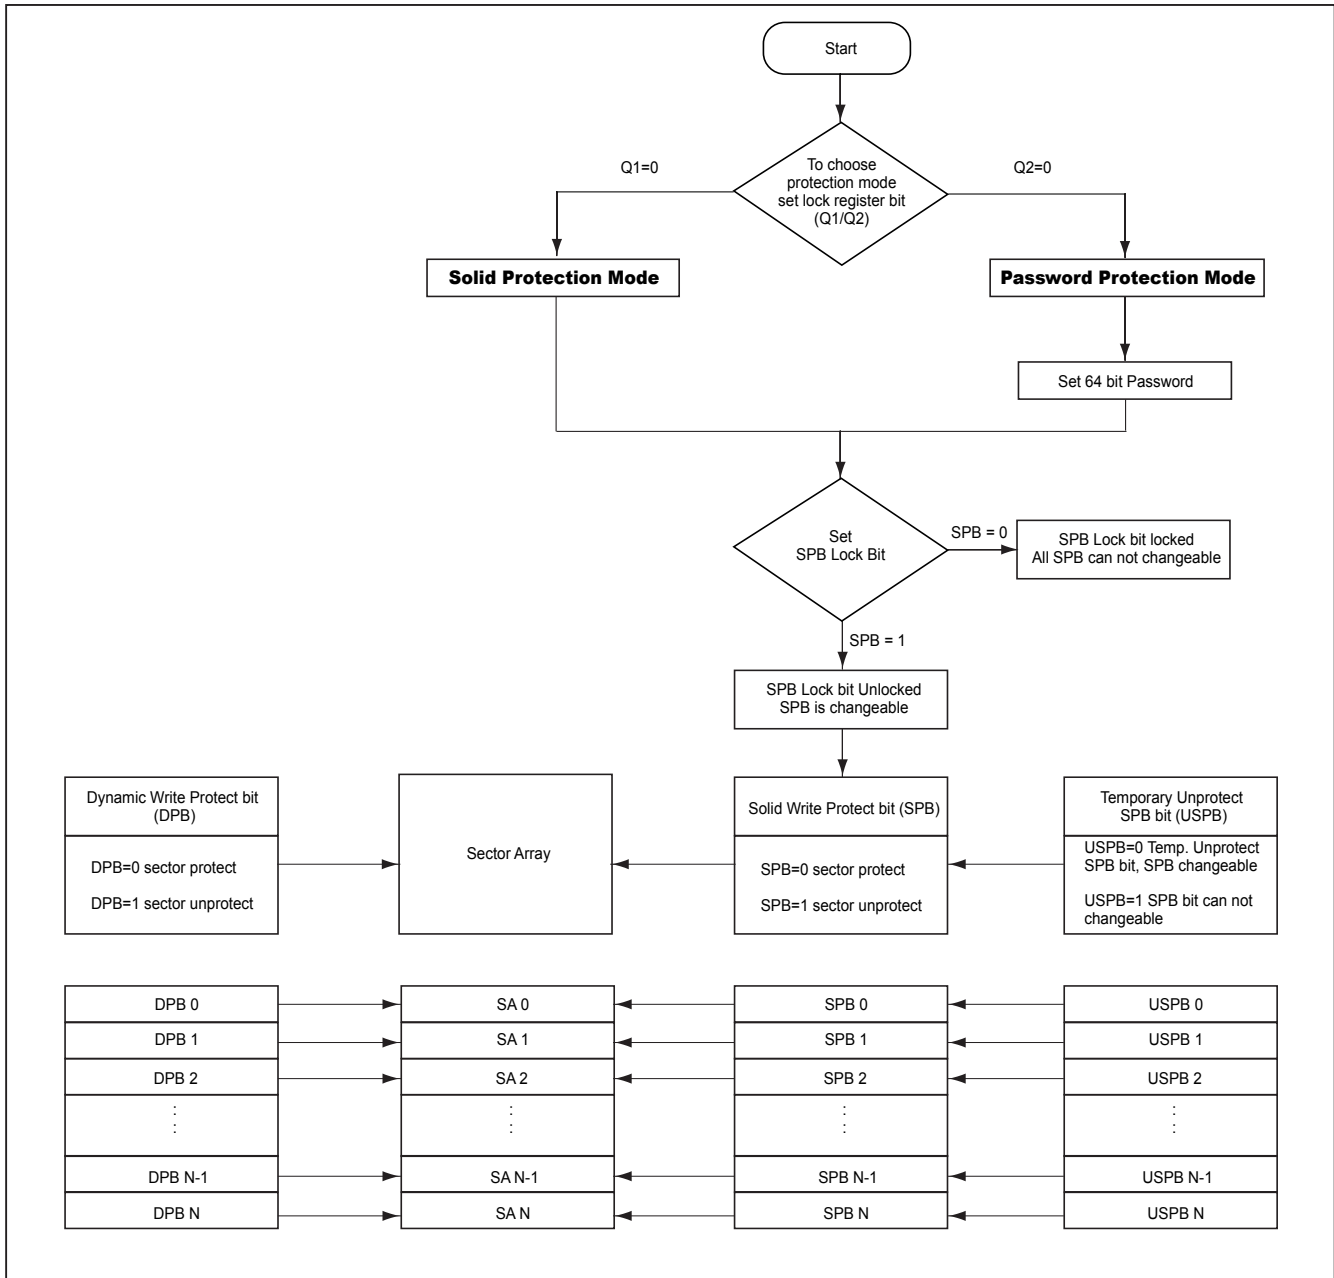 Start
To choose
protection mode
set lock register bit
(Q1/Q2)
Q1=0
Q2=0
Solid Protection Mode
Password Protection Mode
Set 64 bit Password
Set
SPB Lock Bit
SPB = 0
SPB Lock bit locked
All SPB can not changeable
SPB = 1
SPB Lock bit Unlocked
SPB is changeable
Dynamic Write Protect bit
(DPB)
DPB=0 sector protect
DPB=1 sector unprotect
Sector Array
Solid Write Protect bit (SPB)
SPB=0 sector protect
SPB=1 sector unprotect
Temporary Unprotect
SPB bit (USPB)
USPB=0 Temp. Unprotect
SPB bit, SPB changeable
USPB=1 SPB bit can not
changeable
DPB 0
SA 0
SPB 0
USPB 0
DPB 1
SA 1
SPB 1
USPB 1
DPB 2
SA 2
SPB 2
USPB 2
DPB N-1
SA N-1
SPB N-1
USPB N-1
DPB N
SA N
SPB N
USPB N